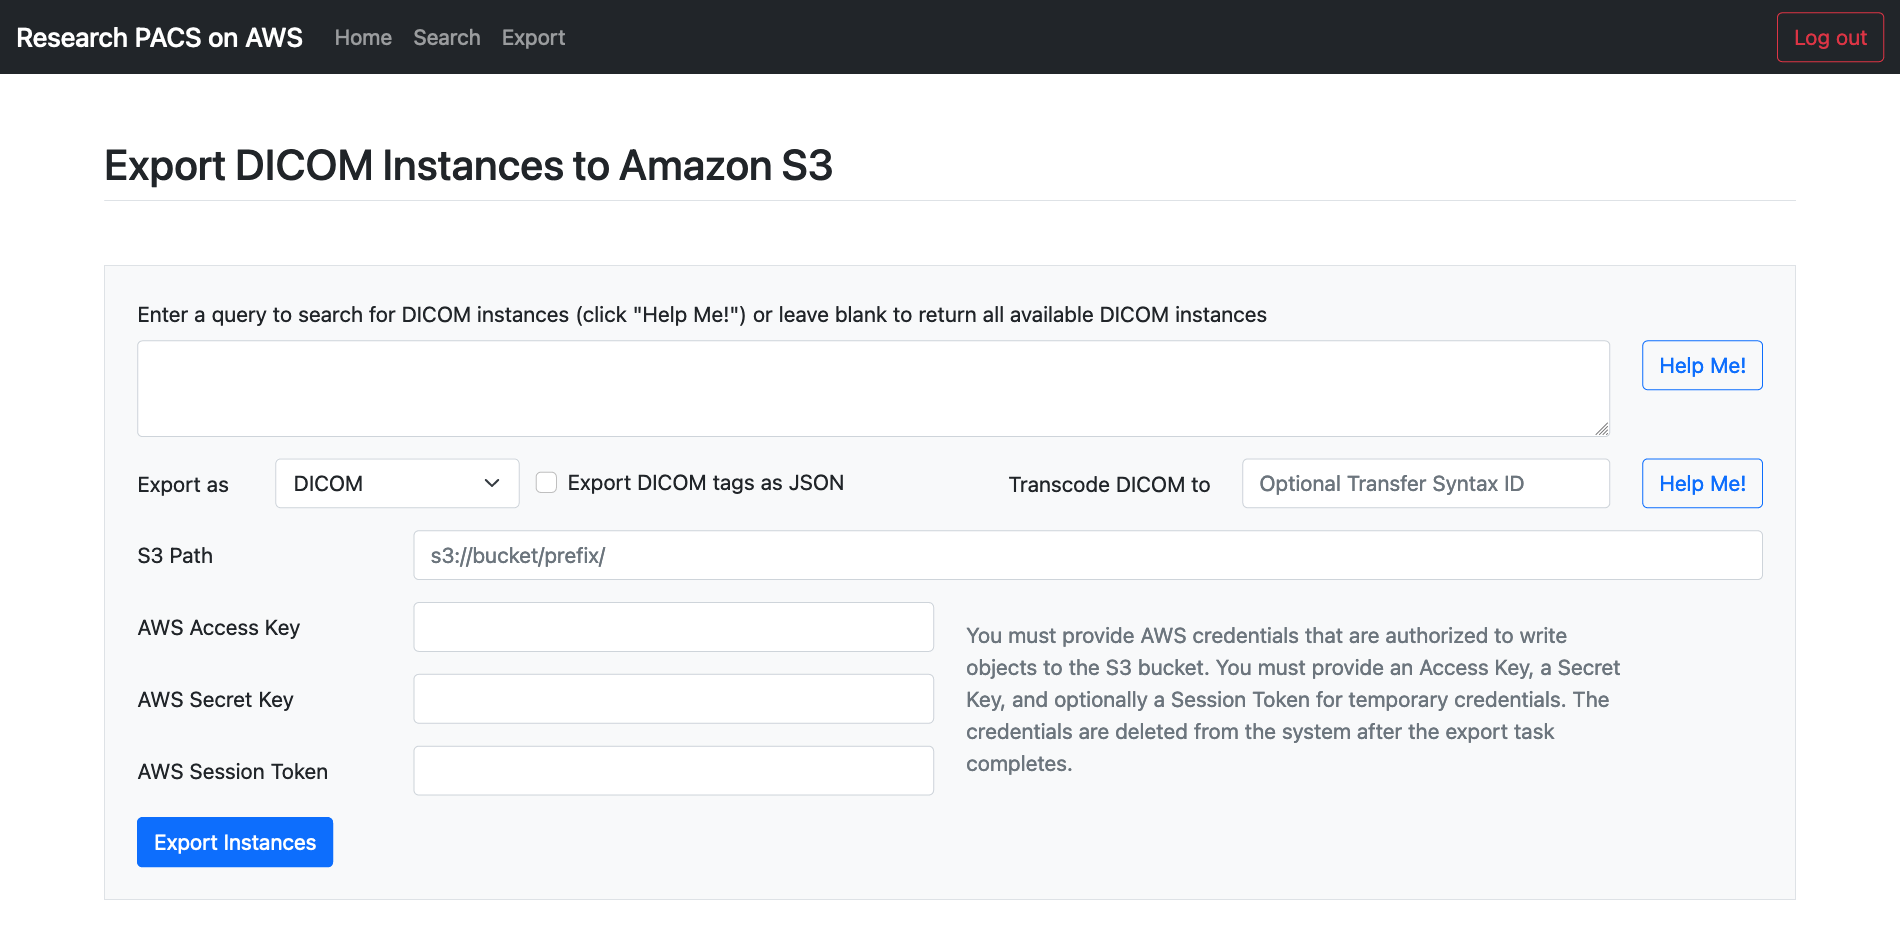 Research PACS on AWS Home Search Export Log out
Export DICOM Instances to Amazon S3
Enter a query to search for DICOM instances (click "Help Me!") or leave blank to return all available DICOM instances
Help Me!
Export as DICOM Export DICOM tags as JSON Transcode DICOM to Optional Transfer Syntax ID Help Me!
S3 Path s3://bucket/prefix/
AWS Access Key
AWS Secret Key
AWS Session Token
You must provide AWS credentials that are authorized to write
objects to the S3 bucket. You must provide an Access Key, a Secret
Key, and optionally a Session Token for temporary credentials. The
credentials are deleted from the system after the export task
completes.
Export Instances